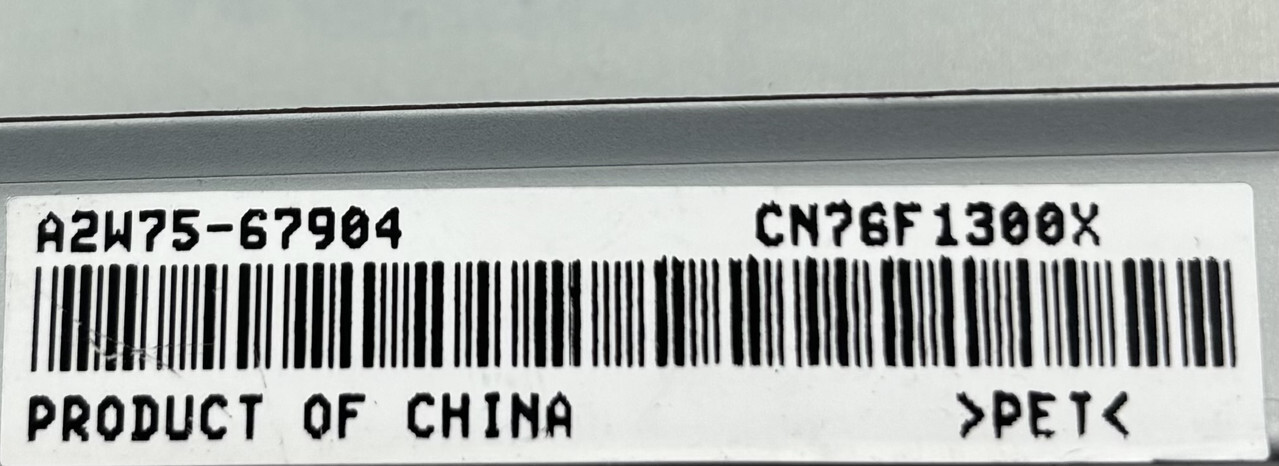 A2W75-67904 CN76F1300X
PRODUCT OF CHINA >PET<